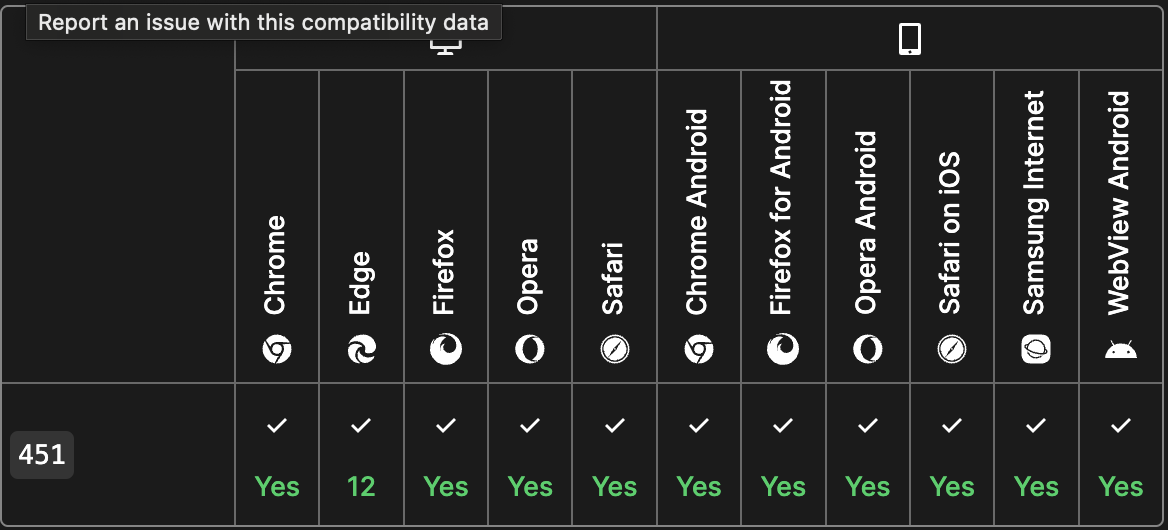 Report an issue with this compatibility data
Chrome
Edge
Firefox
Opera
Safari
Chrome Android
Firefox for Android
Opera Android
Safari on iOS
Samsung Internet
WebView Android
451
Yes
12
Yes
Yes
Yes
Yes
Yes
Yes
Yes
Yes
Yes